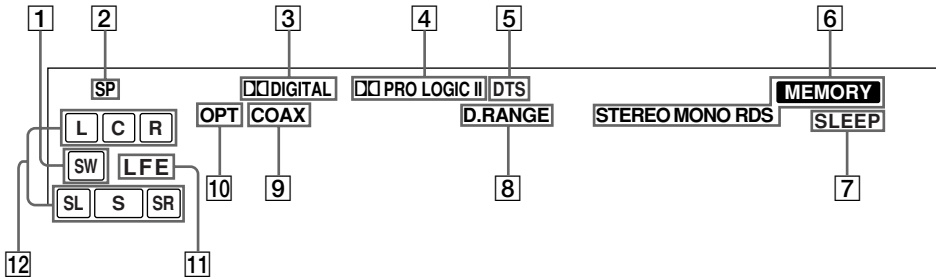 1 2 3 4 5 6
SP DIGITAL PRO LOGIC II DTS MEMORY
OPT COAX D.RANGE STEREO MONO RDS SLEEP
L C R
SW LFE
10 9 8 7
SL S SR
12 11